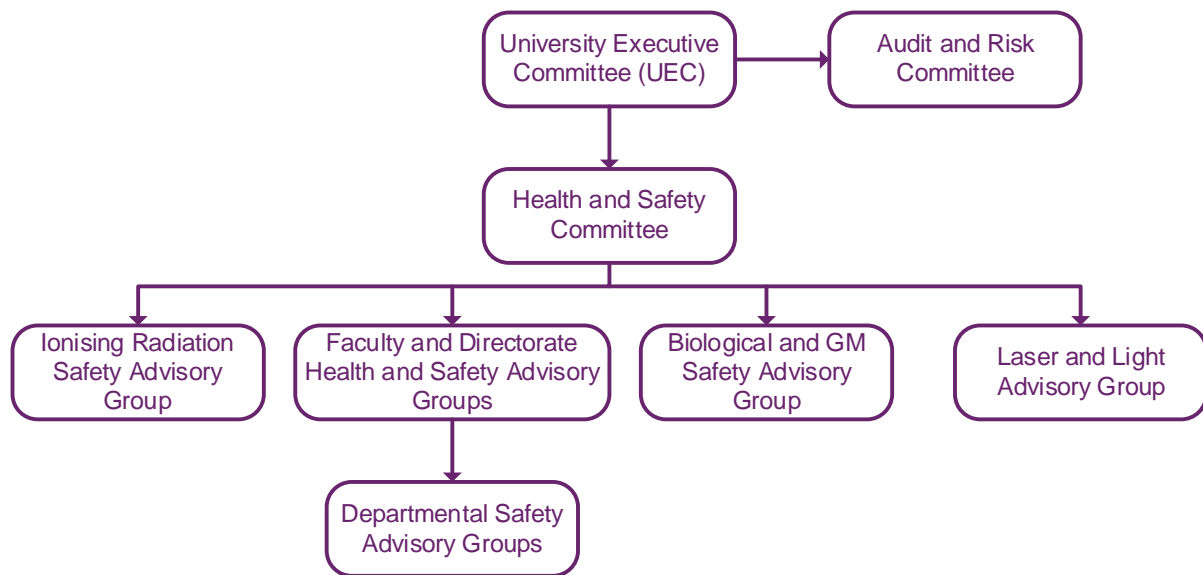 University Executive
Committee (UEC)
Audit and Risk
Committee
Health and Safety
Committee
Ionising Radiation
Safety Advisory
Group
Faculty and Directorate
Health and Safety Advisory
Groups
Biological and GM
Safety Advisory
Group
Laser and Light
Advisory Group
Departmental Safety
Advisory Groups